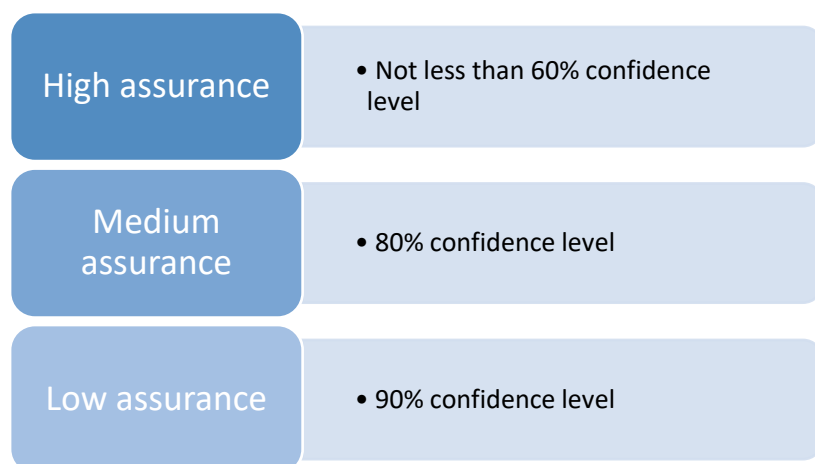 High assurance
• Not less than 60% confidence
level
Medium
assurance
• 80% confidence level
Low assurance
• 90% confidence level